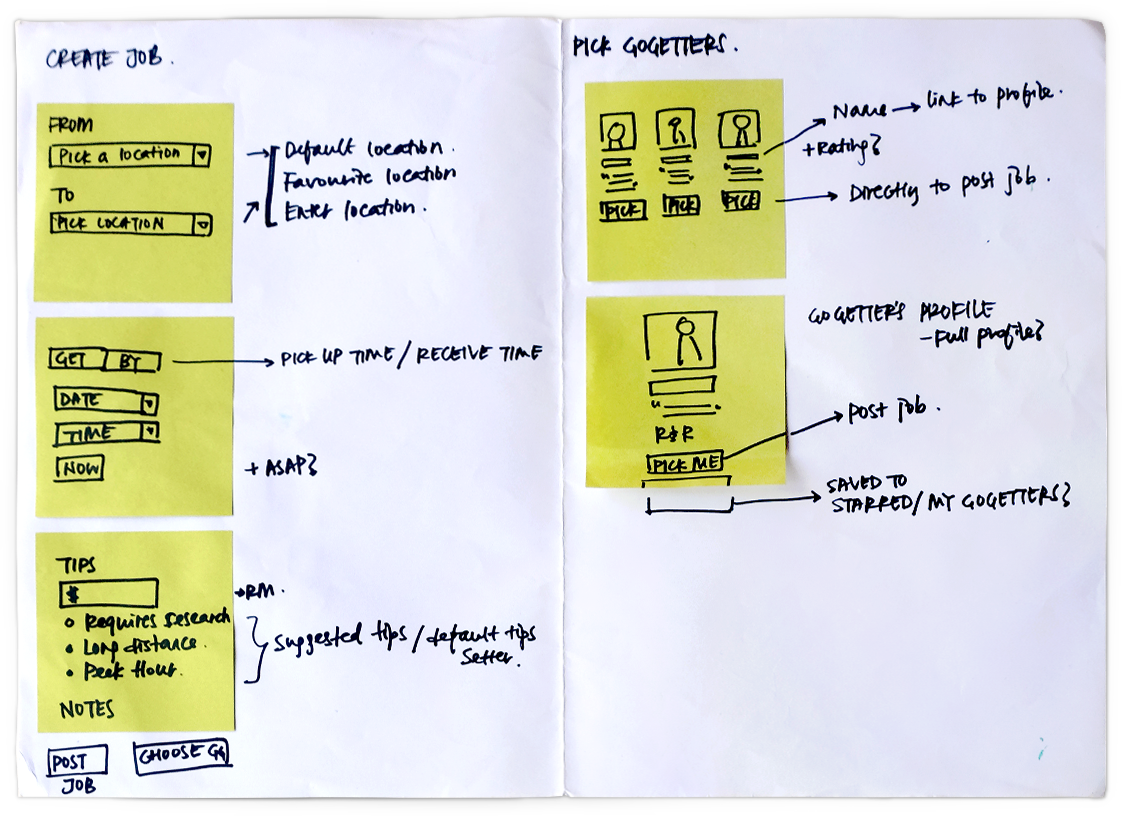 CREATE JOB.
FROM
Pick a location
TO
PICK LOCATION
Default location.
Favourite location
Enter location.
GET BY
PICK UP TIME / RECEIVE TIME
DATE
TIME
NOW
+ ASAP?
TIPS
$
RM.
Requires research
Long distance.
Peak Hour.
Suggested tips / default tips
setter.
NOTES
POST
JOB
CHOOSE GG
PICK GOGETTERS.
Name → link to profile.
+Rating?
PICK PICK PICK
Directly to post job.
GOGETTER'S PROFILE
- Full profile?
R&R
PICK ME
post job.
SAVED TO
STARRED/ MY GOGETTERS?